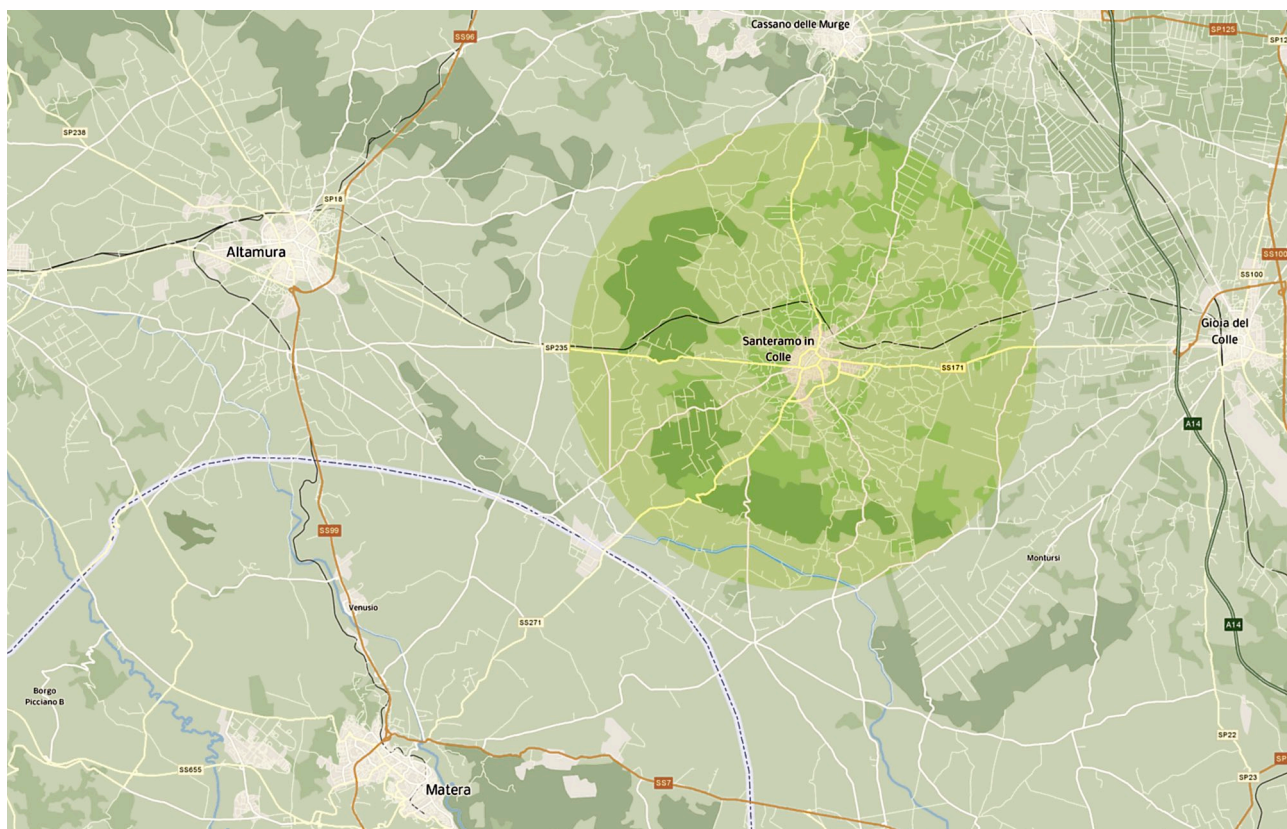 Cassano delle Murge
SS96
SP125
SP238
SP18
Altamura
SS100
SS100
Gioia del
Colle
Santeramo in
Colle
SP235
SS171
A14
SS99
Montursi
Venusio
SS271
A14
Borgo
Picciano B
SP22
SS655
Matera
SS7
SP23